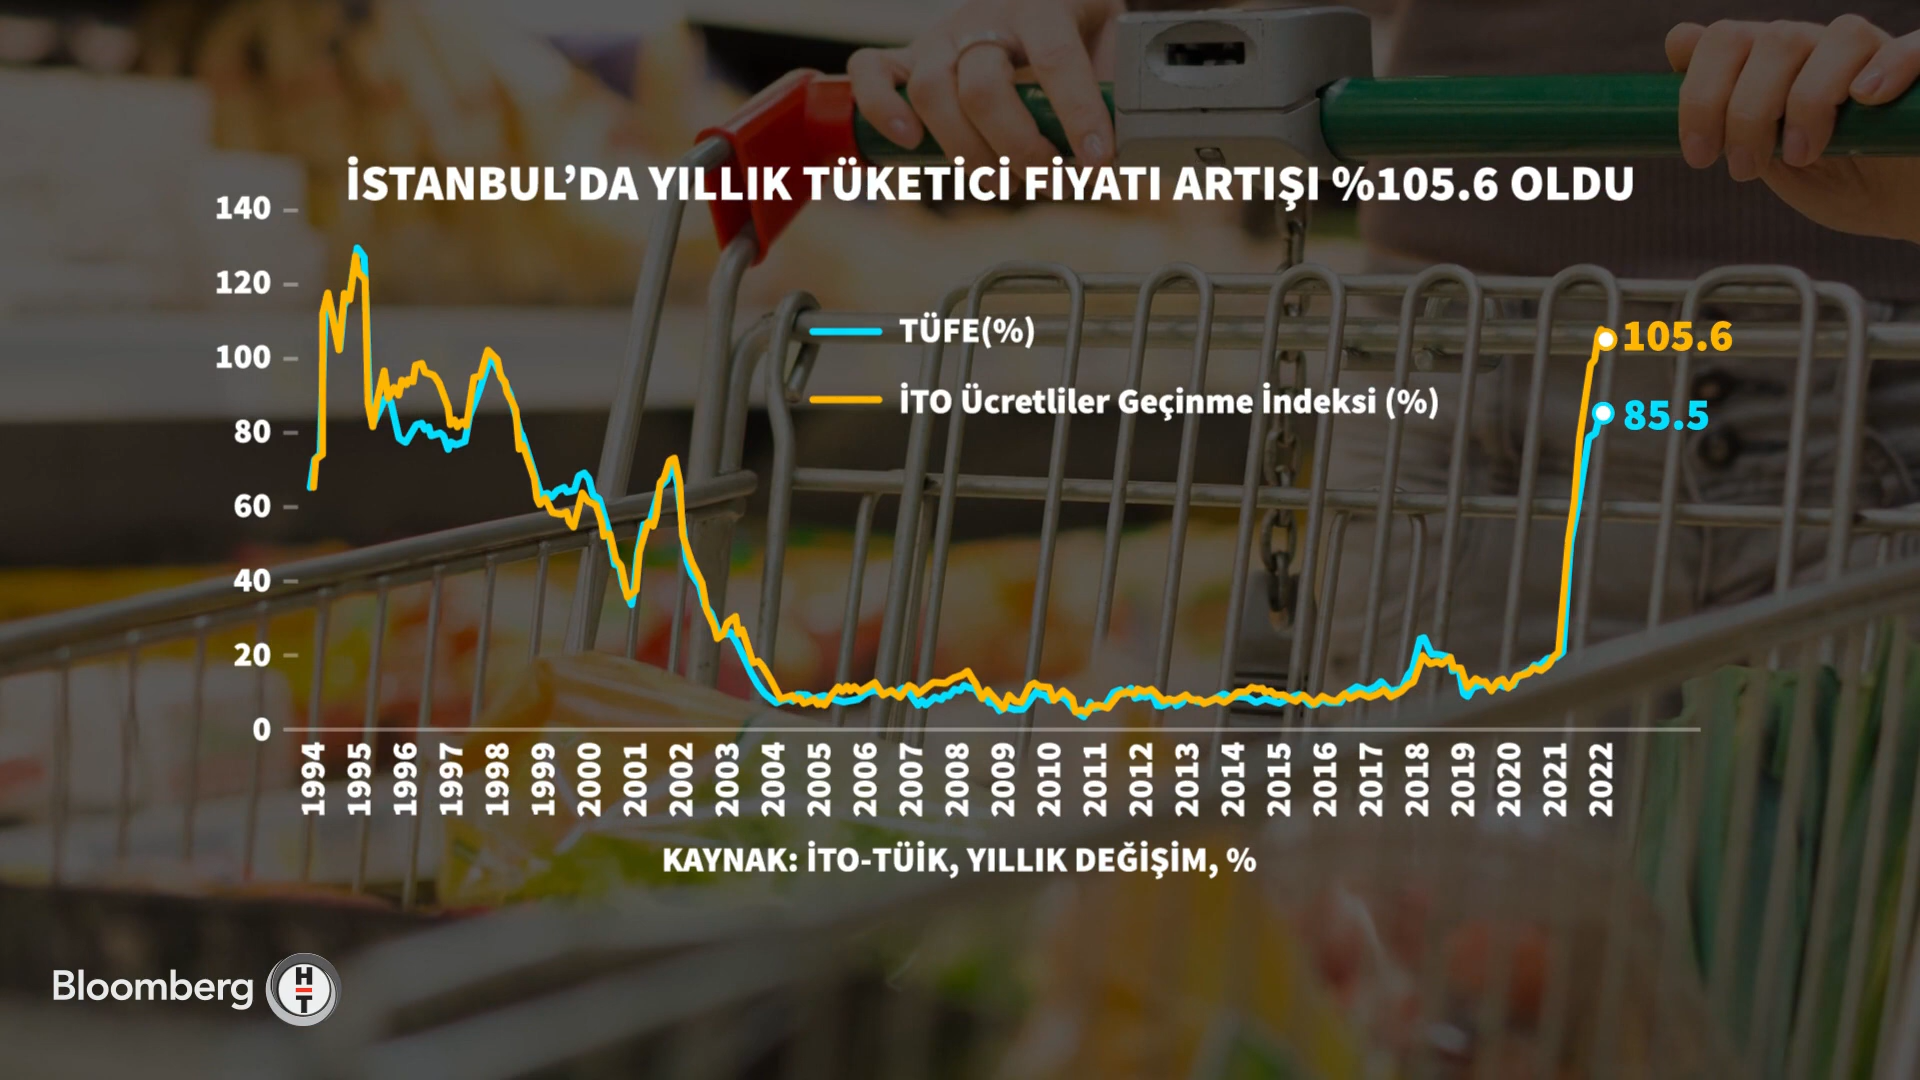 İSTANBUL'DA YILLIK TÜKETİCİ FİYATI ARTIŞI %105.6 OLDU
140
120
100
80
60
40
20
0
TÜFE(%)
İTO Ücretliler Geçinme İndeksi (%)
105.6
85.5
1994 1995 1996 1997 1998 1999 2000 2001 2002 2003 2004 2005 2006 2007 2008 2009 2010 2011 2012 2013 2014 2015 2016 2017 2018 2019 2020 2021 2022
KAYNAK: İTO-TÜİK, YILLIK DEĞİŞİM, %
Bloomberg HT